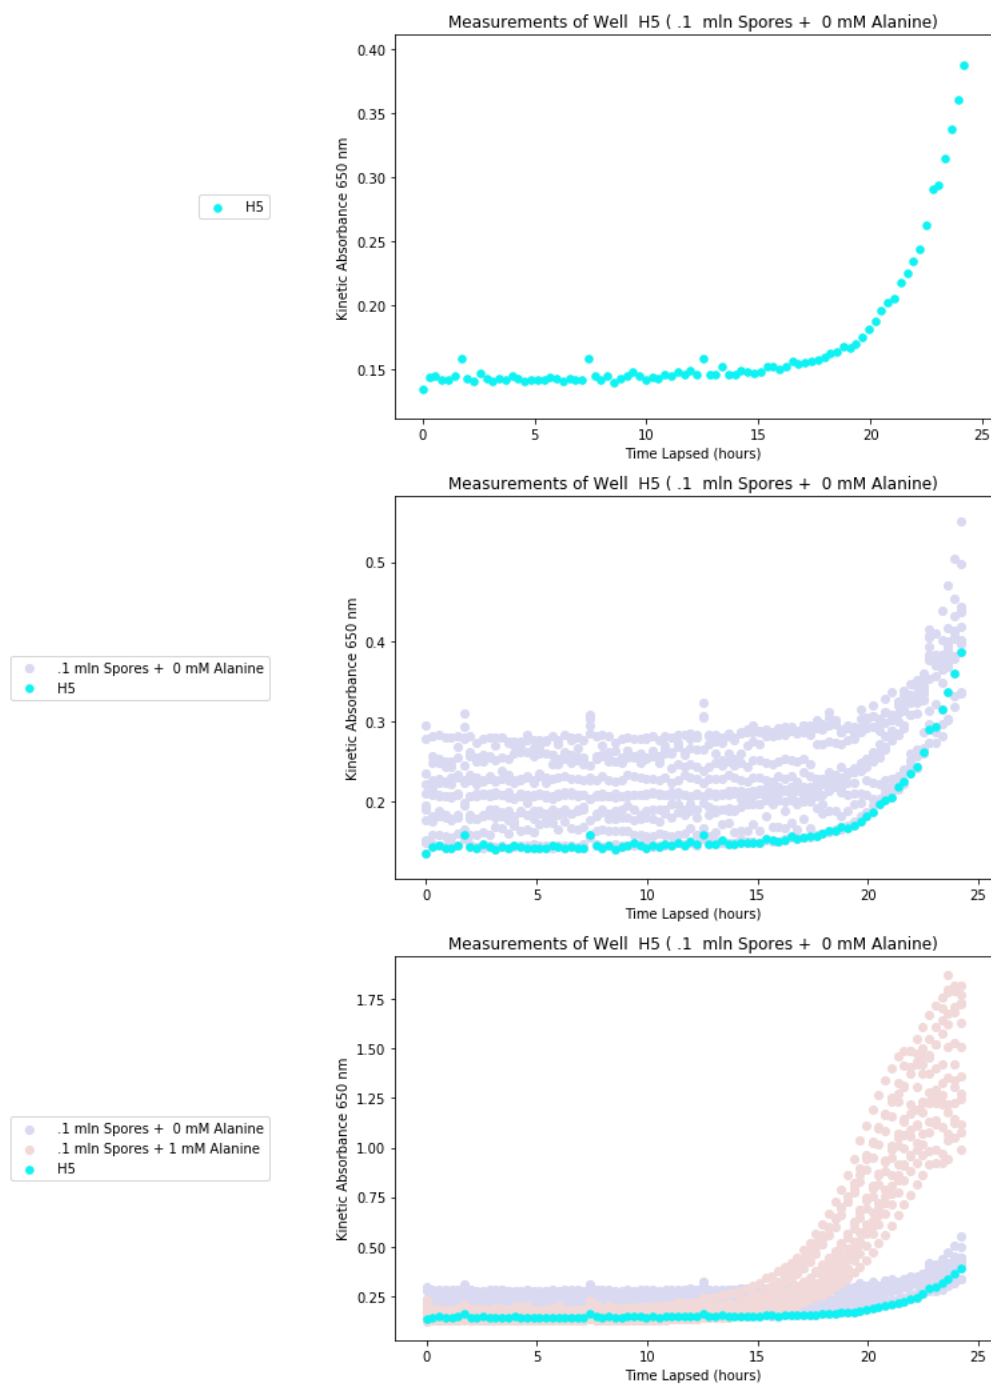 Measurements of Well  H5 ( .1  mln Spores +  0 mM Alanine)
H5
Kinetic Absorbance 650 nm
0.40
0.35
0.30
0.25
0.20
0.15
0 5 10 15 20 25
Time Lapsed (hours)
Measurements of Well  H5 ( .1  mln Spores +  0 mM Alanine)
.1 mln Spores +  0 mM Alanine
H5
Kinetic Absorbance 650 nm
0.5
0.4
0.3
0.2
0 5 10 15 20 25
Time Lapsed (hours)
Measurements of Well  H5 ( .1  mln Spores +  0 mM Alanine)
.1 mln Spores +  0 mM Alanine
.1 mln Spores + 1 mM Alanine
H5
Kinetic Absorbance 650 nm
1.75
1.50
1.25
1.00
0.75
0.50
0.25
0 5 10 15 20 25
Time Lapsed (hours)